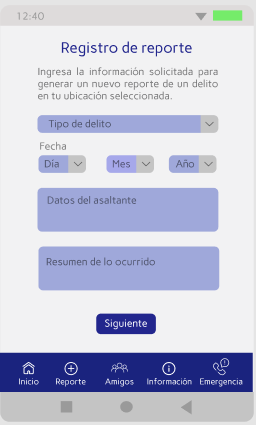 12:40
Registro de reporte
Ingresa la información solicitada para
generar un nuevo reporte de un delito
en tu ubicación seleccionada.
Tipo de delito
Fecha
Día Mes Año
Datos del asaltante
Resumen de lo ocurrido
Siguiente
Inicio Reporte Amigos Información Emergencia